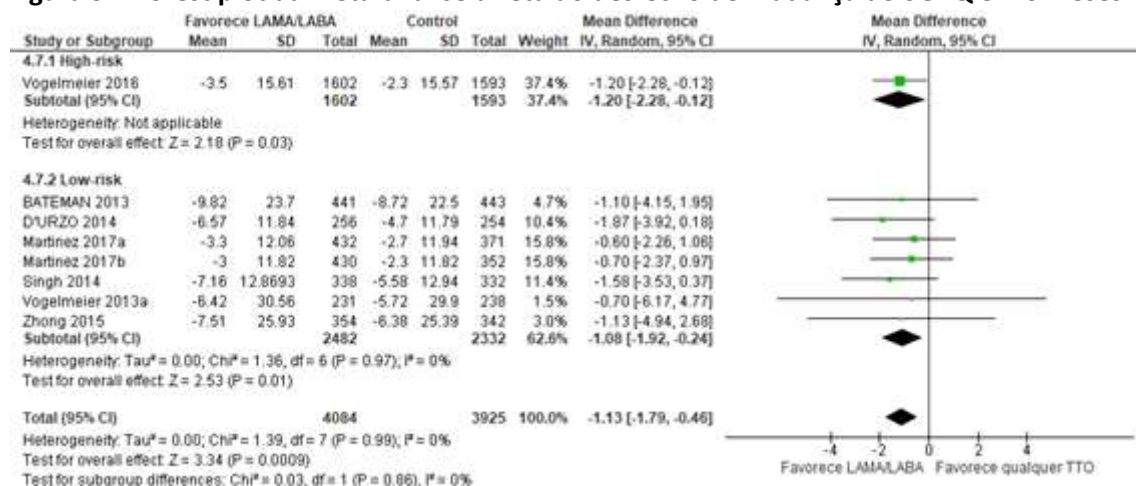 Favorece LAMA/LABA Control Mean Difference Mean Difference
Study or Subgroup Mean SD Total Mean SD Total Weight IV, Random, 95% CI IV, Random, 95% CI
4.7.1 High-risk
Vogelmeier 2016 -3.5 15.61 1602 -2.3 15.57 1593 37.4% -1.20 [-2.28, -0.12]
Subtotal (95% CI) 1602 1593 37.4% -1.20 [-2.28, -0.12]
Heterogeneity: Not applicable
Test for overall effect: Z = 2.18 (P = 0.03)
4.7.2 Low-risk
BATEMAN 2013 -9.82 23.7 441 -8.72 22.5 443 4.7% -1.10 [-4.15, 1.95]
D'URZO 2014 -6.57 11.84 256 -4.7 11.79 254 10.4% -1.87 [-3.92, 0.18]
Martinez 2017a -3.3 12.06 432 -2.7 11.94 371 15.8% -0.60 [-2.26, 1.06]
Martinez 2017b -3 11.82 430 -2.3 11.82 352 15.8% -0.70 [-2.37, 0.97]
Singh 2014 -7.16 12.8693 338 -5.58 12.94 332 11.4% -1.58 [-3.53, 0.37]
Vogelmeier 2013a -6.42 30.56 231 -5.72 29.9 238 1.5% -0.70 [-6.17, 4.77]
Zhong 2015 -7.51 25.93 354 -6.38 25.39 342 3.0% -1.13 [-4.94, 2.68]
Subtotal (95% CI) 2482 2332 62.6% -1.08 [-1.92, -0.24]
Heterogeneity: Tau² = 0.00; Chi² = 1.36, df = 6 (P = 0.97); I² = 0%
Test for overall effect: Z = 2.53 (P = 0.01)
Total (95% CI) 4084 3925 100.0% -1.13 [-1.79, -0.46]
Heterogeneity: Tau² = 0.00; Chi² = 1.39, df = 7 (P = 0.99); I² = 0%
Test for overall effect: Z = 3.34 (P = 0.0009)
Test for subgroup differences: Chi² = 0.03, df = 1 (P = 0.86), I² = 0%
-4 -2 0 2 4
Favorece LAMA/LABA Favorece qualquer TTO